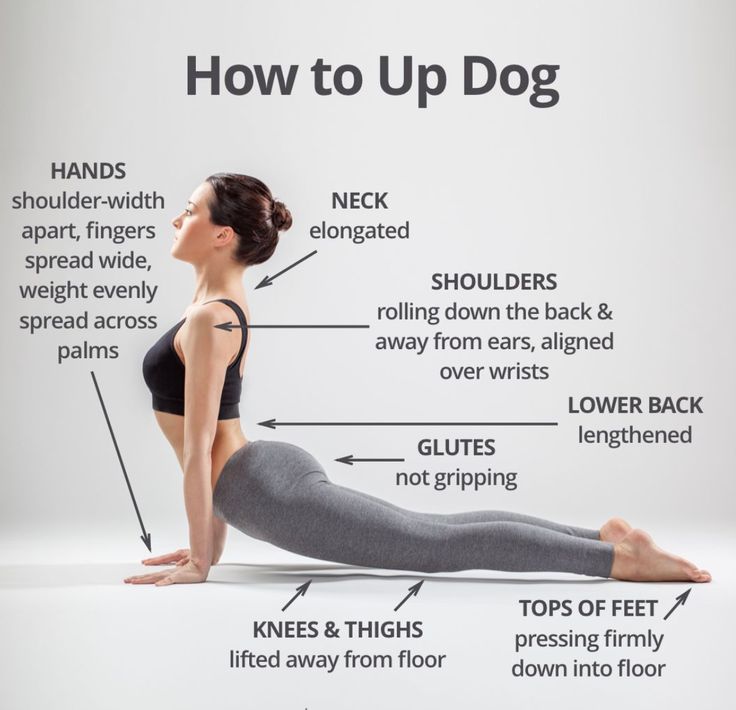 How to Up Dog
HANDS
shoulder-width
apart, fingers
spread wide,
weight evenly
spread across
palms
NECK
elongated
SHOULDERS
rolling down the back &
away from ears, aligned
over wrists
LOWER BACK
lengthened
GLUTES
not gripping
KNEES & THIGHS
lifted away from floor
TOPS OF FEET
pressing firmly
down into floor